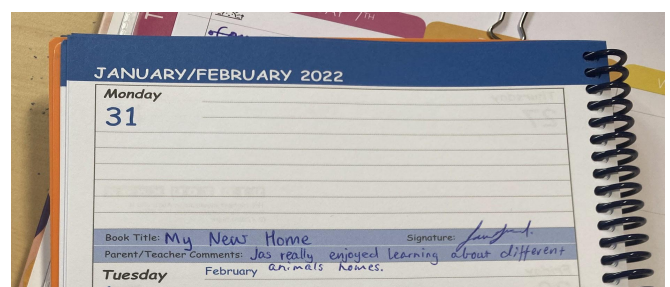 JANUARY/FEBRUARY 2022
Monday
31
Book Title: My New Home Signature:
Parent/Teacher Comments: Jas really enjoyed learning about different
animals homes.
Tuesday February